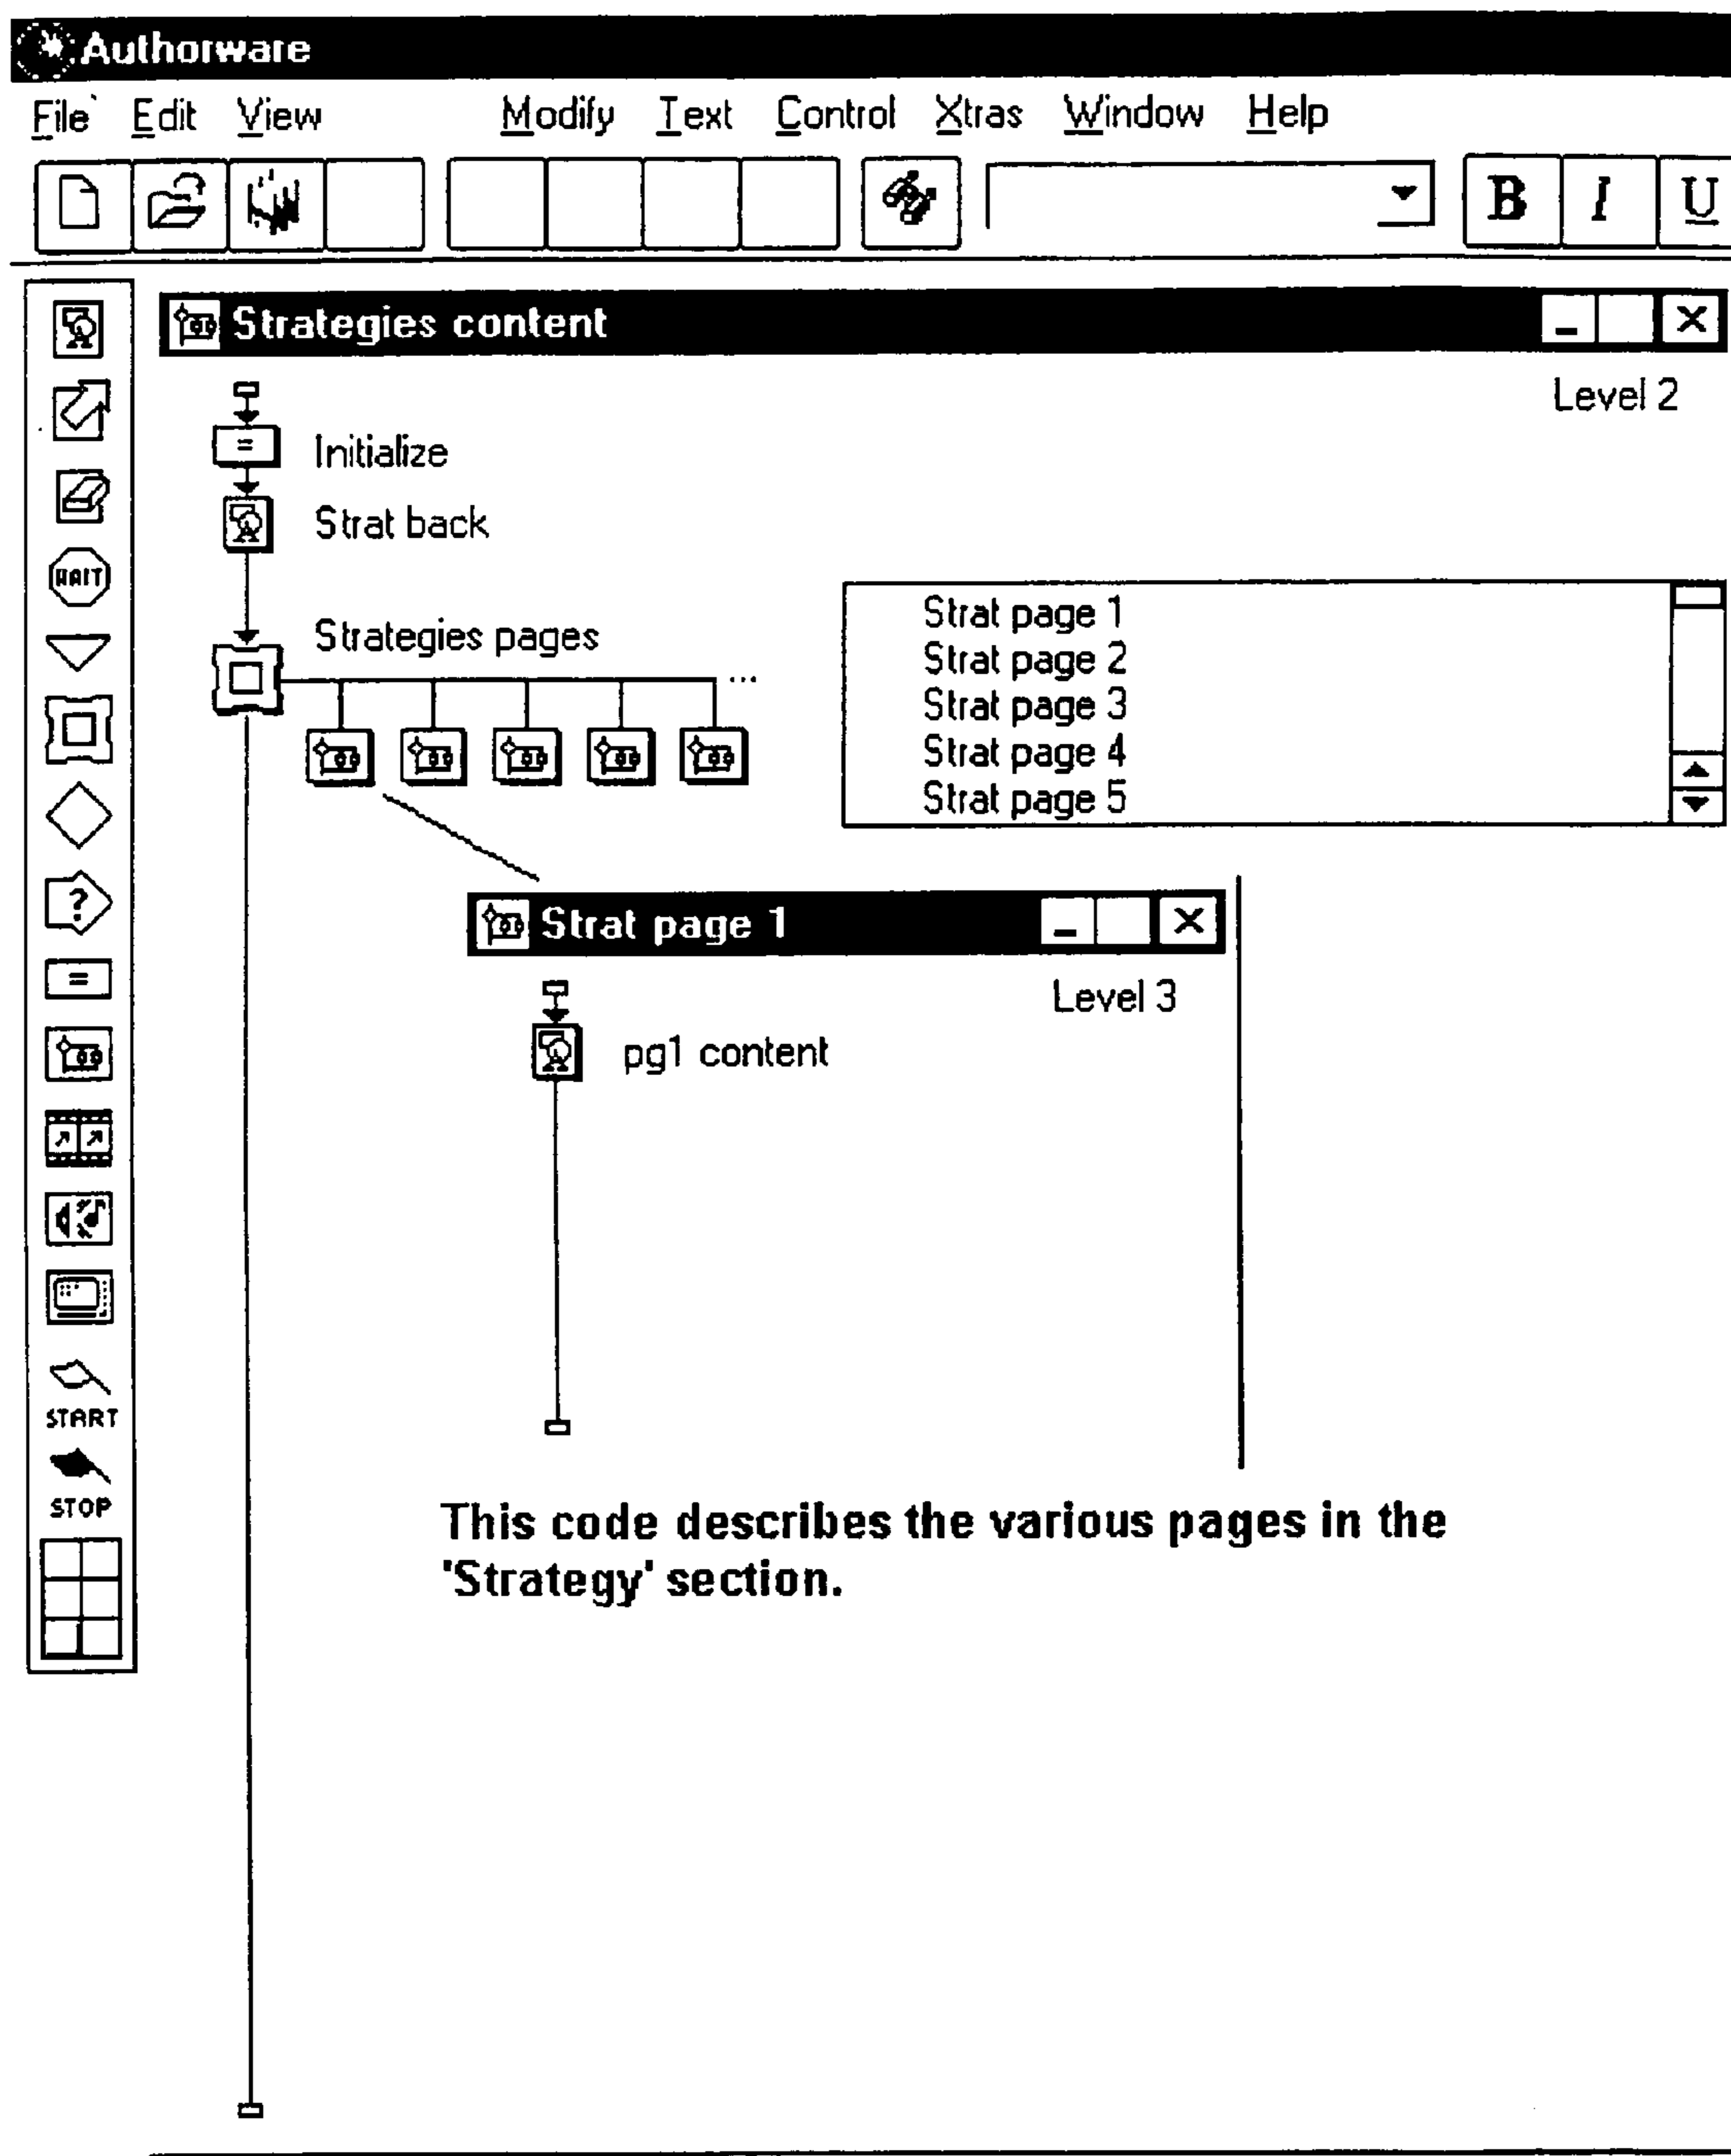 Authorware
File Edit View Modify Text Control Xtras Window Help
B I U
Strategies content
Level 2
Initialize
Strat back
WAIT
Strategies pages
Strat page 1
Strat page 2
Strat page 3
Strat page 4
Strat page 5
?
Strat page 1
=
Level 3
pg1 content
START
STOP
This code describes the various pages in the
'Strategy' section.